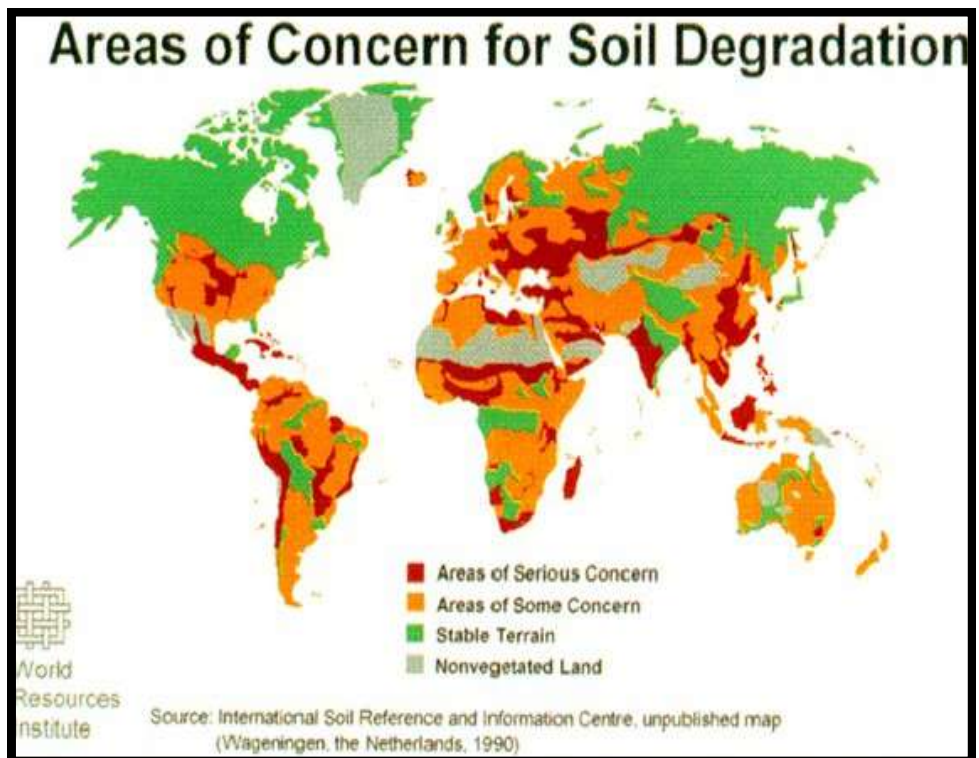 Areas of Concern for Soil Degradation
Areas of Serious Concern
Areas of Some Concern
Stable Terrain
Nonvegetated Land
World
Resources
Institute
Source: International Soil Reference and Information Centre, unpublished map
(Wageningen, the Netherlands, 1990)